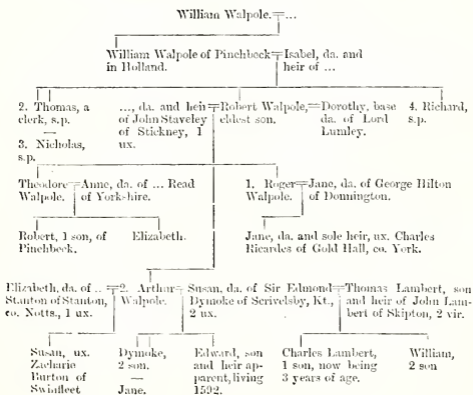 William Walpole. ...
William Walpole of Pinchbeck Isabel, da. and
in Holland. heir of ...
2. Thomas, a
clerk, s.p.
—
3. Nicholas,
s.p.
..., da. and heir
of John Staveley
of Stickney, 1
ux.
Robert Walpole,
eldest son.
Dorothy, base
da. of Lord
Lumley.
4. Richard,
s.p.
Theodore
Walpole.
Anne, da. of ... Read
of Yorkshire.
1. Roger
Walpole.
Jane, da. of George Hilton
of Donnington.
Robert, 1 son, of
Pinchbeck.
Elizabeth.
Jane, da. and sole heir, ux. Charles
Ricardes of Gold Hall, co. York.
Elizabeth, da. of ..
Stanton of Stanton,
co. Notts., 1 ux.
2. Arthur
Walpole.
Susan, da. of Sir Edmond
Dymoke of Scrivelsby, Kt.,
2 ux.
Thomas Lambert, son
and heir of John Lam-
bert of Skipton, 2 vir.
Susan, ux.
Zacharie
Burton of
Swinfleet
Dymoke,
2 son.
—
Jane.
Edward, son
and heir ap-
parent, living
1592.
Charles Lambert,
1 son, now being
3 years of age.
William,
2 son